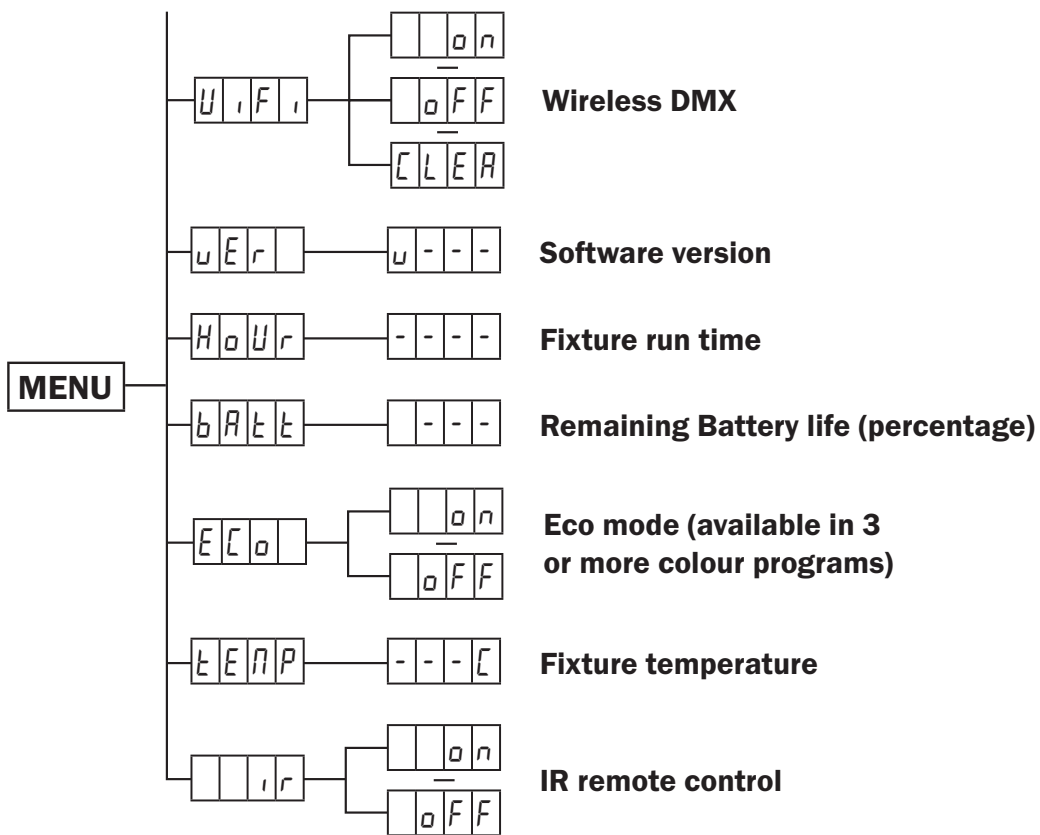 on
WiFi oFF Wireless DMX
CLEA
vEr v--- Software version
HoUr ---- Fixture run time
MENU
bAtt --- Remaining Battery life (percentage)
on
ECo Eco mode (available in 3
or more colour programs)
oFF
tEMP ---C Fixture temperature
on
ir IR remote control
oFF